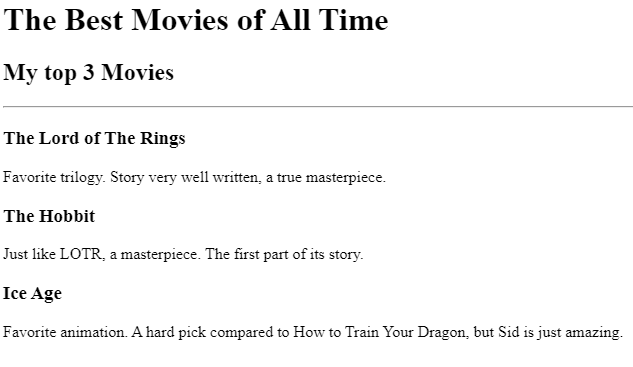 The Best Movies of All Time
My top 3 Movies
The Lord of The Rings
Favorite trilogy. Story very well written, a true masterpiece.
The Hobbit
Just like LOTR, a masterpiece. The first part of its story.
Ice Age
Favorite animation. A hard pick compared to How to Train Your Dragon, but Sid is just amazing.